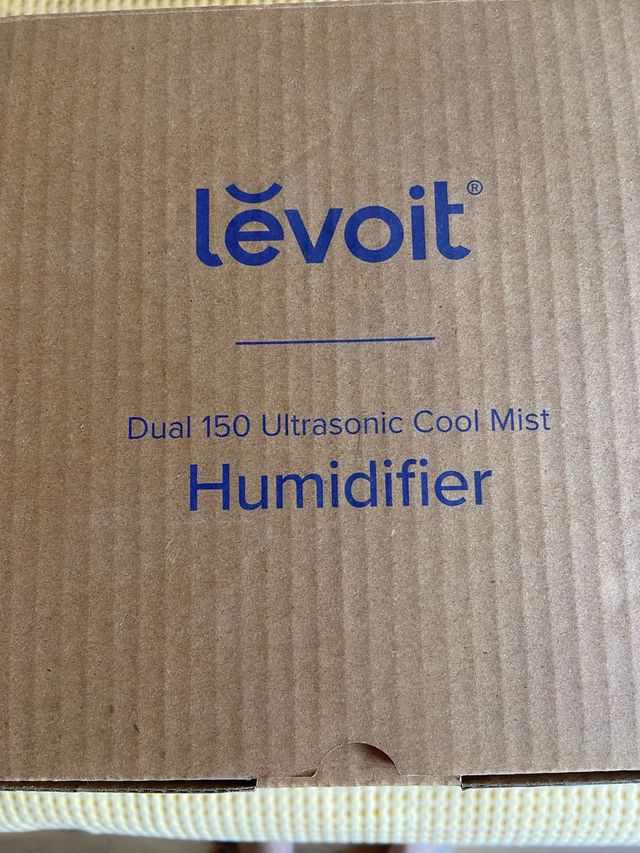 lĕvoit®
Dual 150 Ultrasonic Cool Mist
Humidifier